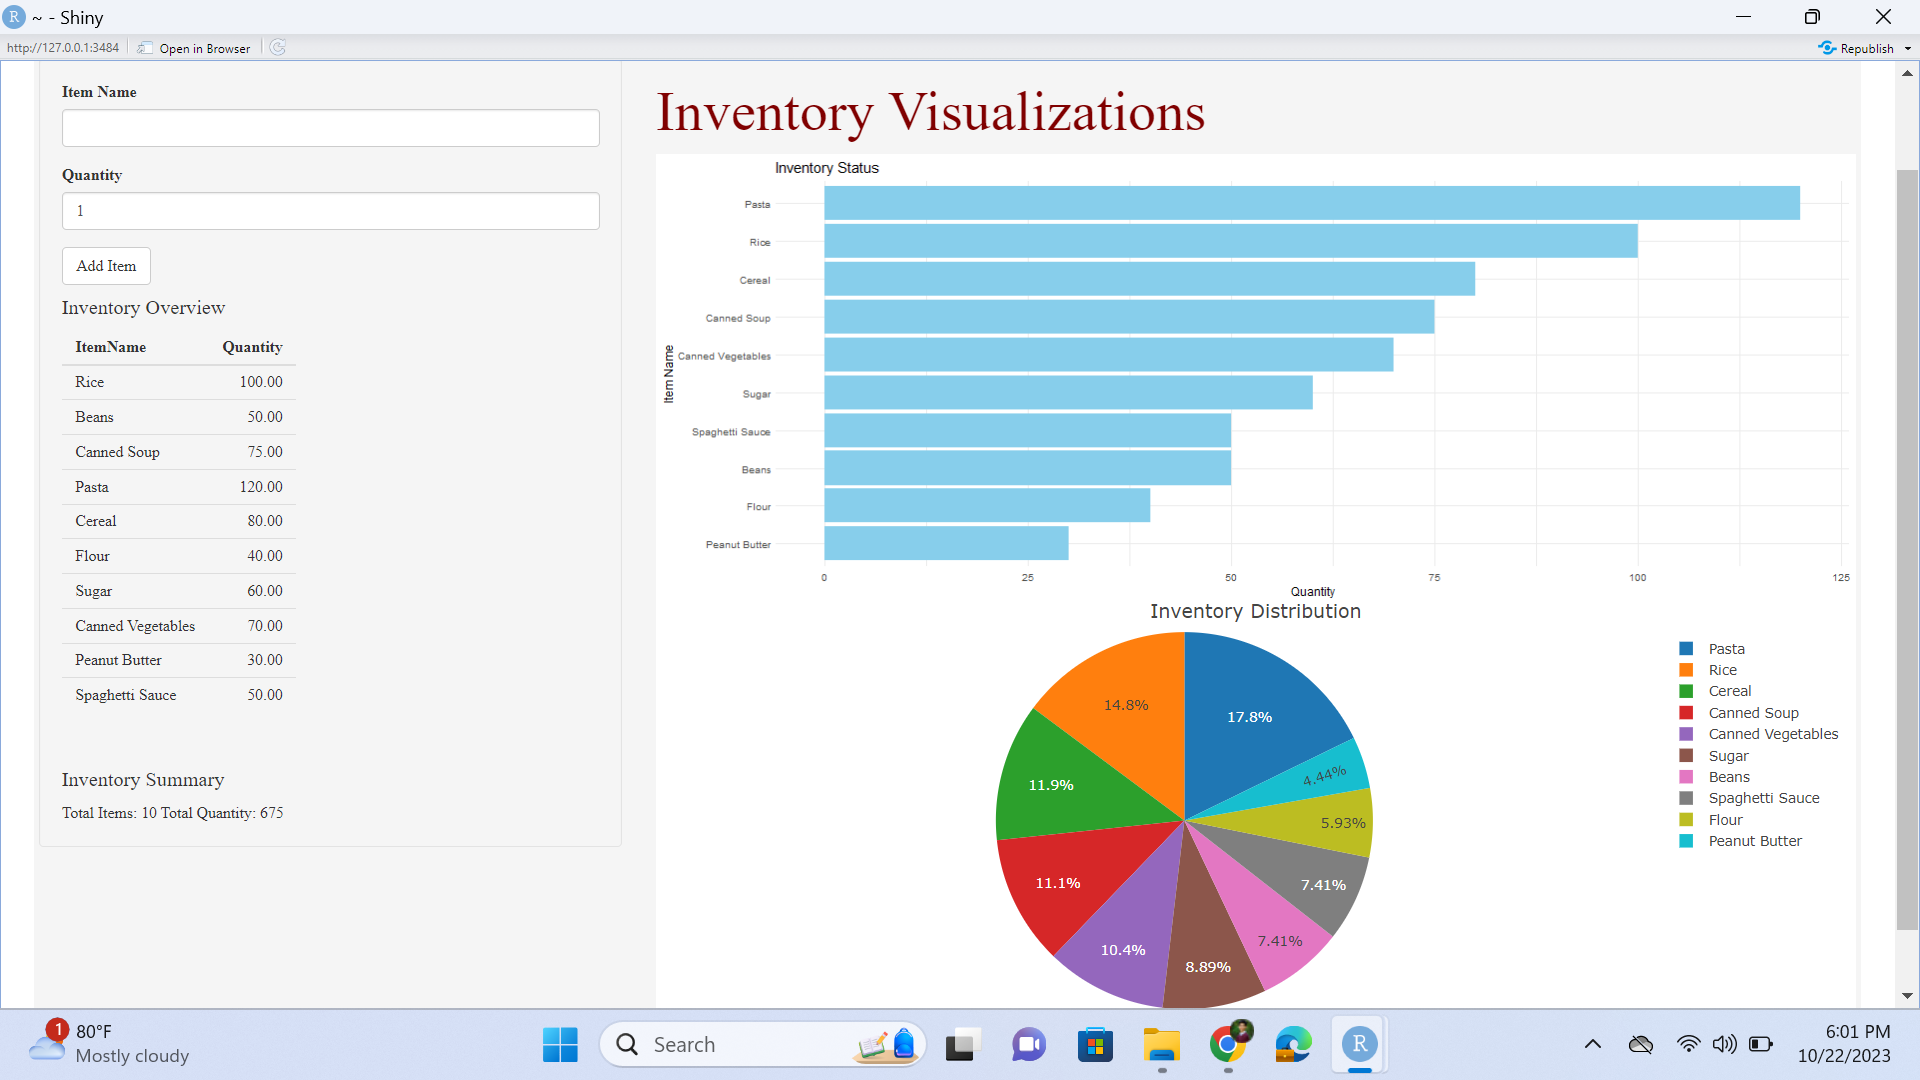 R ~ - Shiny
http://127.0.0.1:3484 Open in Browser Republish
Item Name
Quantity
1
Add Item
Inventory Overview
ItemName Quantity
Rice 100.00
Beans 50.00
Canned Soup 75.00
Pasta 120.00
Cereal 80.00
Flour 40.00
Sugar 60.00
Canned Vegetables 70.00
Peanut Butter 30.00
Spaghetti Sauce 50.00
Inventory Summary
Total Items: 10 Total Quantity: 675
Inventory Visualizations
Inventory Status
Item Name
Pasta
Rice
Cereal
Canned Soup
Canned Vegetables
Sugar
Spaghetti Sauce
Beans
Flour
Peanut Butter
0 25 50 75 100 125
Quantity
Inventory Distribution
14.8%
17.8%
11.9%
4.44%
5.93%
11.1%
7.41%
10.4%
7.41%
8.89%
Pasta
Rice
Cereal
Canned Soup
Canned Vegetables
Sugar
Beans
Spaghetti Sauce
Flour
Peanut Butter
1 80°F
Mostly cloudy
Search
R
6:01 PM
10/22/2023